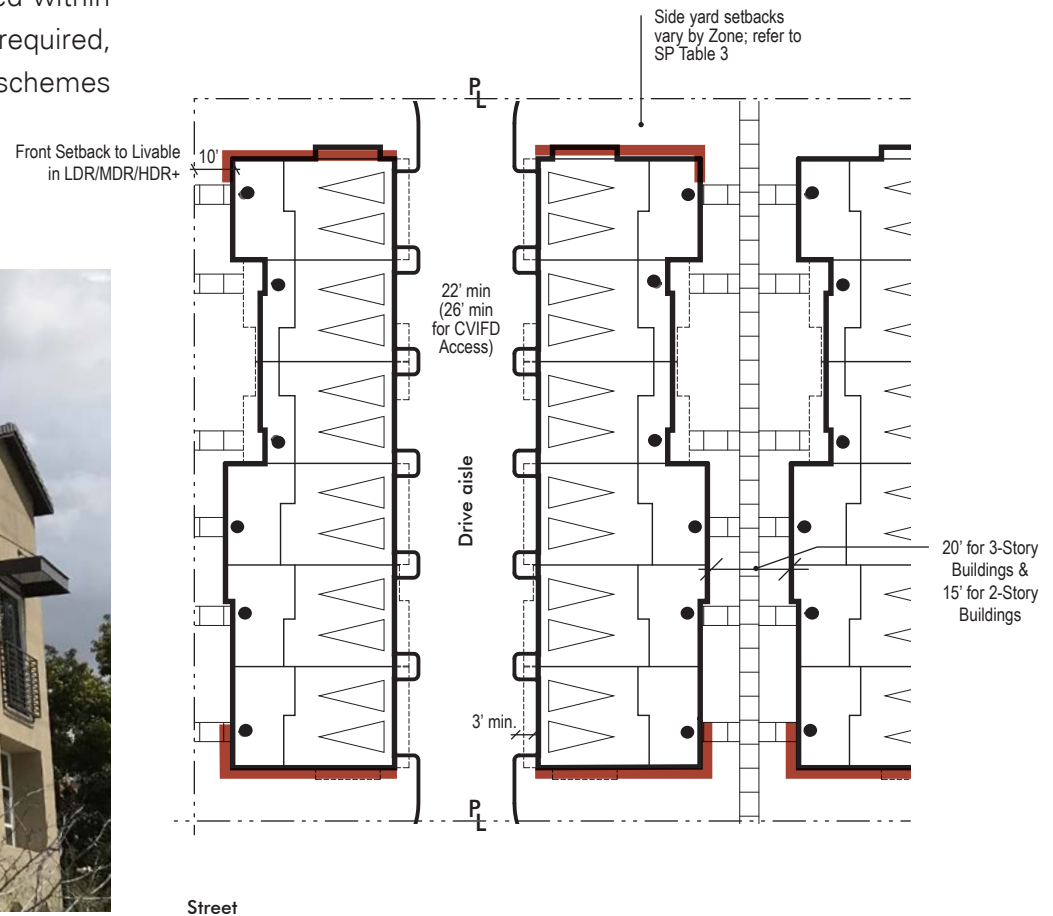 ed within
required,
schemes
Side yard setbacks
vary by Zone; refer to
SP Table 3
PL
Front Setback to Livable
in LDR/MDR/HDR+
10'
22' min
(26' min
for CVIFD
Access)
Drive aisle
20' for 3-Story
Buildings &
15' for 2-Story
Buildings
3' min.
PL
Street